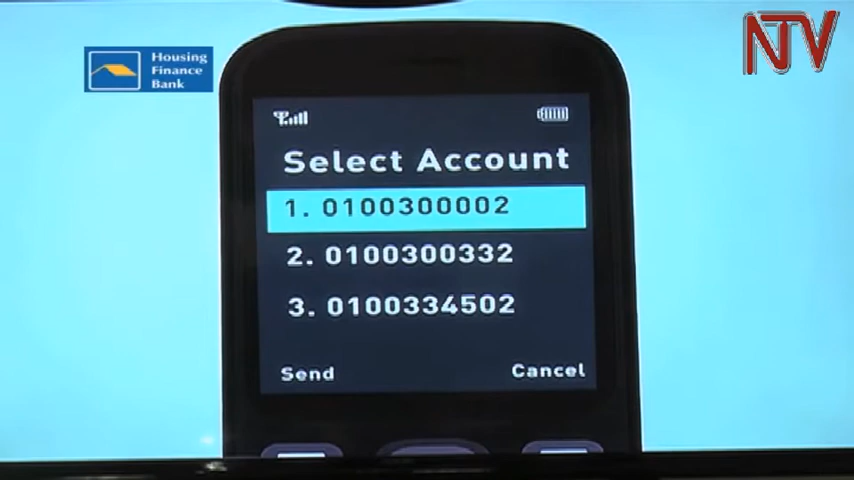 Housing
Finance
Bank
NTV
Select Account
1. 0100300002
2. 0100300332
3. 0100334502
Send
Cancel